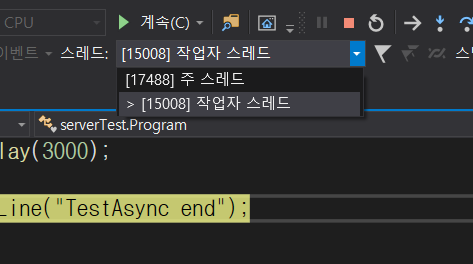 CPU 계속(C)
이벤트 스레드: [15008] 작업자 스레드
[17488] 주 스레드
> [15008] 작업자 스레드
serverTest.Program
lay(3000);
Line("TestAsync end");